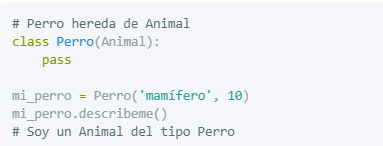 # Perro hereda de Animal
class Perro(Animal):
    pass
mi_perro = Perro('mamífero', 10)
mi_perro.describeme()
# Soy un Animal del tipo Perro